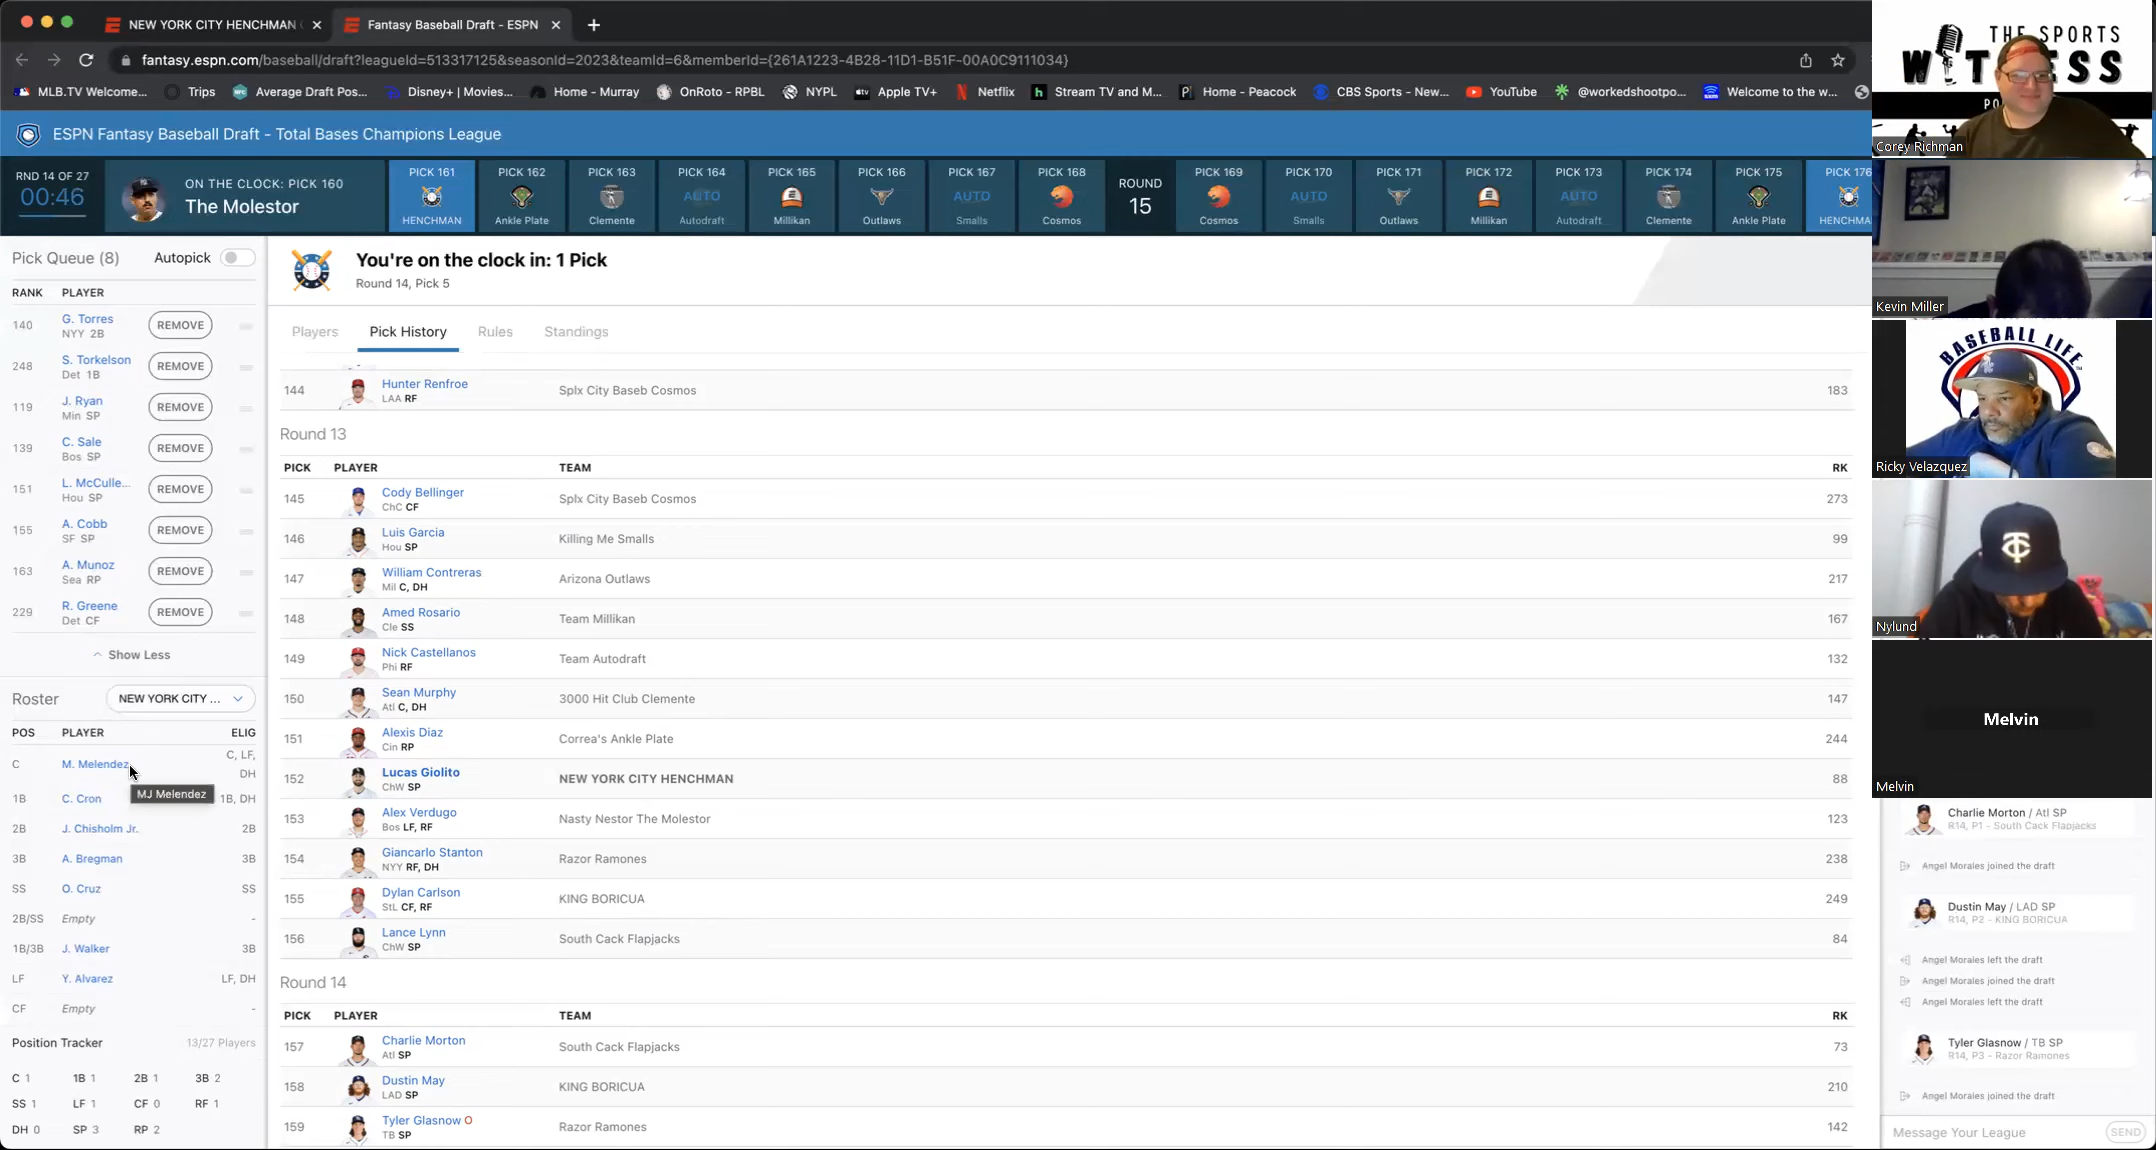 NEW YORK CITY HENCHMAN
Fantasy Baseball Draft - ESPN
fantasy.espn.com/baseball/draft?leagueId=513317125&seasonId=2023&teamId=6&memberId={261A1223-4B28-11D1-B51F-00A0C9111034}
MLB.TV Welcome...
Trips
Average Draft Pos...
Disney+ | Movies...
Home - Murray
OnRoto - RPBL
NYPL
Apple TV+
Netflix
Stream TV and M...
Home - Peacock
CBS Sports - New...
YouTube
@workedshootpo...
Welcome to the w...
ESPN Fantasy Baseball Draft - Total Bases Champions League
RND 14 OF 27
00:46
ON THE CLOCK: PICK 160
The Molestor
PICK 161
HENCHMAN
PICK 162
Ankle Plate
PICK 163
Clemente
PICK 164
AUTO
Autodraft
PICK 165
Millikan
PICK 166
Outlaws
PICK 167
AUTO
Smalls
PICK 168
Cosmos
ROUND
15
PICK 169
Cosmos
PICK 170
AUTO
Smalls
PICK 171
Outlaws
PICK 172
Millikan
PICK 173
AUTO
Autodraft
PICK 174
Clemente
PICK 175
Ankle Plate
PICK 176
HENCHMA
Pick Queue (8)
Autopick
RANK PLAYER
140 G. Torres REMOVE
NYY 2B
248 S. Torkelson REMOVE
Det 1B
119 J. Ryan REMOVE
Min SP
139 C. Sale REMOVE
Bos SP
151 L. McCulle... REMOVE
Hou SP
155 A. Cobb REMOVE
SF SP
163 A. Munoz REMOVE
Sea RP
229 R. Greene REMOVE
Det CF
Show Less
Roster
NEW YORK CITY ...
POS PLAYER ELIG
C M. Melendez C, LF,
DH
MJ Melendez
1B C. Cron 1B, DH
2B J. Chisholm Jr. 2B
3B A. Bregman 3B
SS O. Cruz SS
2B/SS Empty -
1B/3B J. Walker 3B
LF Y. Alvarez LF, DH
CF Empty -
Position Tracker 13/27 Players
C 1 1B 1 2B 1 3B 2
SS 1 LF 1 CF 0 RF 1
DH 0 SP 3 RP 2
You're on the clock in: 1 Pick
Round 14, Pick 5
Players
Pick History
Rules
Standings
144 Hunter Renfroe Splx City Baseb Cosmos 183
LAA RF
Round 13
PICK PLAYER TEAM RK
145 Cody Bellinger Splx City Baseb Cosmos 273
ChC CF
146 Luis Garcia Killing Me Smalls 99
Hou SP
147 William Contreras Arizona Outlaws 217
Mil C, DH
148 Amed Rosario Team Millikan 167
Cle SS
149 Nick Castellanos Team Autodraft 132
Phi RF
150 Sean Murphy 3000 Hit Club Clemente 147
Atl C, DH
151 Alexis Diaz Correa's Ankle Plate 244
Cin RP
152 Lucas Giolito NEW YORK CITY HENCHMAN 88
ChW SP
153 Alex Verdugo Nasty Nestor The Molestor 123
Bos LF, RF
154 Giancarlo Stanton Razor Ramones 238
NYY RF, DH
155 Dylan Carlson KING BORICUA 249
StL CF, RF
156 Lance Lynn South Cack Flapjacks 84
ChW SP
Round 14
PICK PLAYER TEAM RK
157 Charlie Morton South Cack Flapjacks 73
Atl SP
158 Dustin May KING BORICUA 210
LAD SP
159 Tyler Glasnow O Razor Ramones 142
TB SP
THE SPORTS
WITNESS
Corey Richman
Kevin Miller
BASEBALL LIFE
Ricky Velazquez
TC
Nylund
Melvin
Melvin
Charlie Morton / Atl SP
R14, P1 - South Cack Flapjacks
Angel Morales joined the draft
Dustin May / LAD SP
R14, P2 - KING BORICUA
Angel Morales left the draft
Angel Morales joined the draft
Angel Morales left the draft
Tyler Glasnow / TB SP
R14, P3 - Razor Ramones
Angel Morales joined the draft
Message Your League
SEND